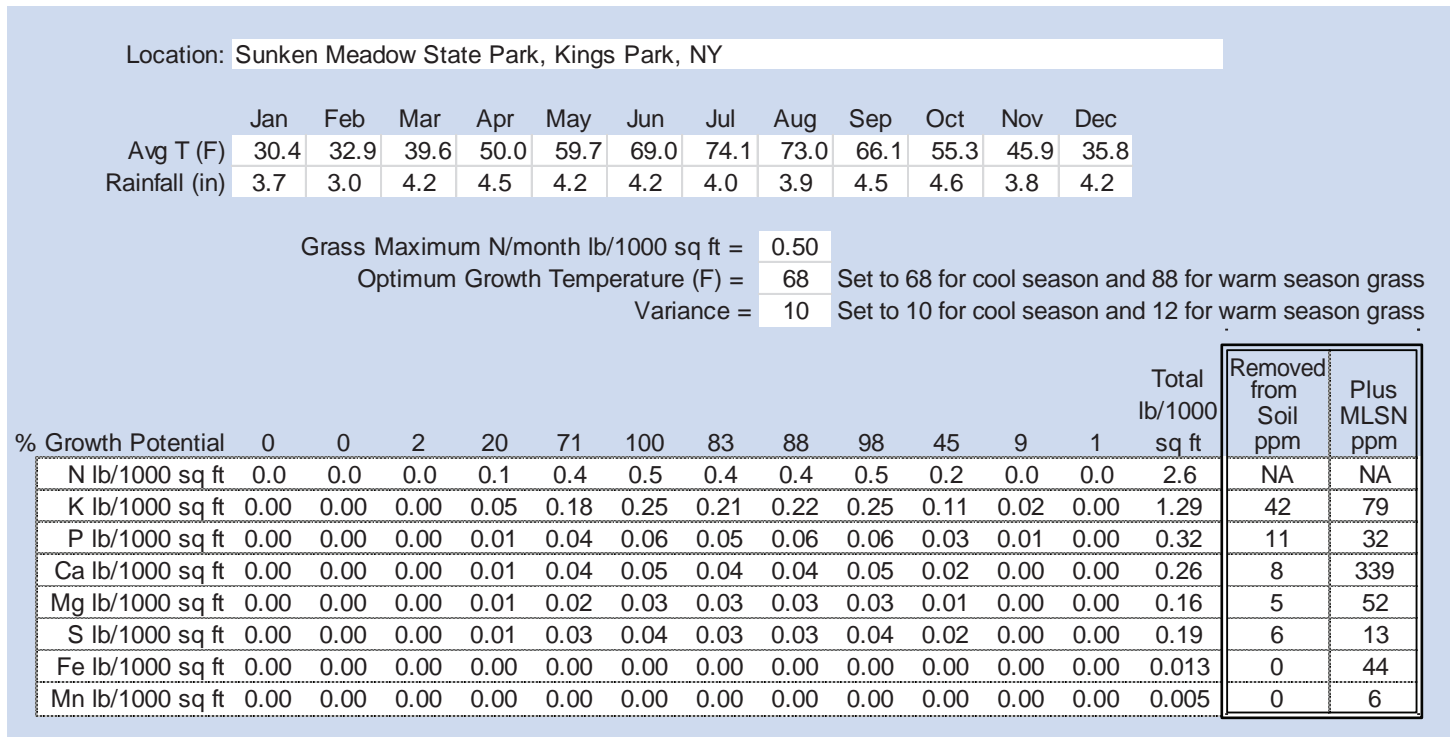 Location: Sunken Meadow State Park, Kings Park, NY
Jan Feb Mar Apr May Jun Jul Aug Sep Oct Nov Dec
Avg T (F) 30.4 32.9 39.6 50.0 59.7 69.0 74.1 73.0 66.1 55.3 45.9 35.8
Rainfall (in) 3.7 3.0 4.2 4.5 4.2 4.2 4.0 3.9 4.5 4.6 3.8 4.2
Grass Maximum N/month lb/1000 sq ft = 0.50
Optimum Growth Temperature (F) = 68 Set to 68 for cool season and 88 for warm season grass
Variance = 10 Set to 10 for cool season and 12 for warm season grass
Total lb/1000 sq ft
Removed from Soil ppm
Plus MLSN ppm
% Growth Potential 0 0 2 20 71 100 83 88 98 45 9 1
N lb/1000 sq ft 0.0 0.0 0.0 0.1 0.4 0.5 0.4 0.4 0.5 0.2 0.0 0.0 2.6 NA NA
K lb/1000 sq ft 0.00 0.00 0.00 0.05 0.18 0.25 0.21 0.22 0.25 0.11 0.02 0.00 1.29 42 79
P lb/1000 sq ft 0.00 0.00 0.00 0.01 0.04 0.06 0.05 0.06 0.06 0.03 0.01 0.00 0.32 11 32
Ca lb/1000 sq ft 0.00 0.00 0.00 0.01 0.04 0.05 0.04 0.04 0.05 0.02 0.00 0.00 0.26 8 339
Mg lb/1000 sq ft 0.00 0.00 0.00 0.01 0.02 0.03 0.03 0.03 0.03 0.01 0.00 0.00 0.16 5 52
S lb/1000 sq ft 0.00 0.00 0.00 0.01 0.03 0.04 0.03 0.03 0.04 0.02 0.00 0.00 0.19 6 13
Fe lb/1000 sq ft 0.00 0.00 0.00 0.00 0.00 0.00 0.00 0.00 0.00 0.00 0.00 0.00 0.013 0 44
Mn lb/1000 sq ft 0.00 0.00 0.00 0.00 0.00 0.00 0.00 0.00 0.00 0.00 0.00 0.00 0.005 0 6